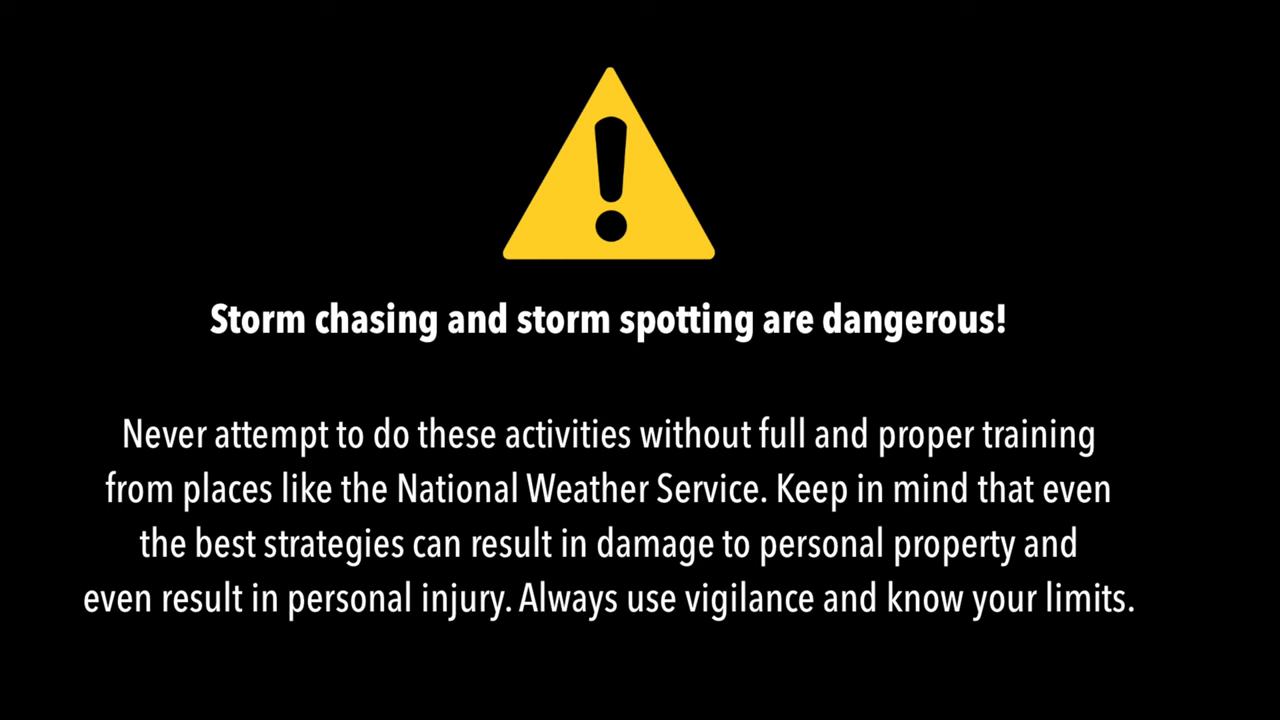 Storm chasing and storm spotting are dangerous!
Never attempt to do these activities without full and proper training
from places like the National Weather Service. Keep in mind that even
the best strategies can result in damage to personal property and
even result in personal injury. Always use vigilance and know your limits.